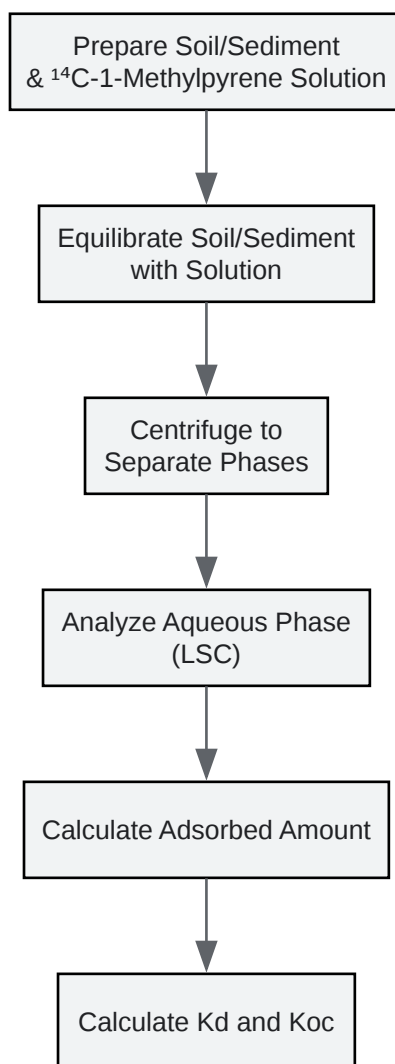 Prepare Soil/Sediment
& ¹⁴C-1-Methylpyrene Solution
Equilibrate Soil/Sediment
with Solution
Centrifuge to
Separate Phases
Analyze Aqueous Phase
(LSC)
Calculate Adsorbed Amount
Calculate Kd and Koc